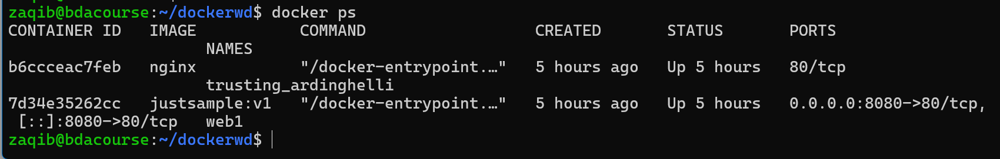 zaqib@bdacourse:~/dockerwd$ docker ps
CONTAINER ID   IMAGE           COMMAND                  CREATED       STATUS       PORTS
                     NAMES
b6ccceac7feb   nginx           "/docker-entrypoint.…"   5 hours ago   Up 5 hours   80/tcp
                     trusting_ardinghelli
7d34e35262cc   justsample:v1   "/docker-entrypoint.…"   5 hours ago   Up 5 hours   0.0.0.0:8080->80/tcp,
 [::]:8080->80/tcp   web1
zaqib@bdacourse:~/dockerwd$